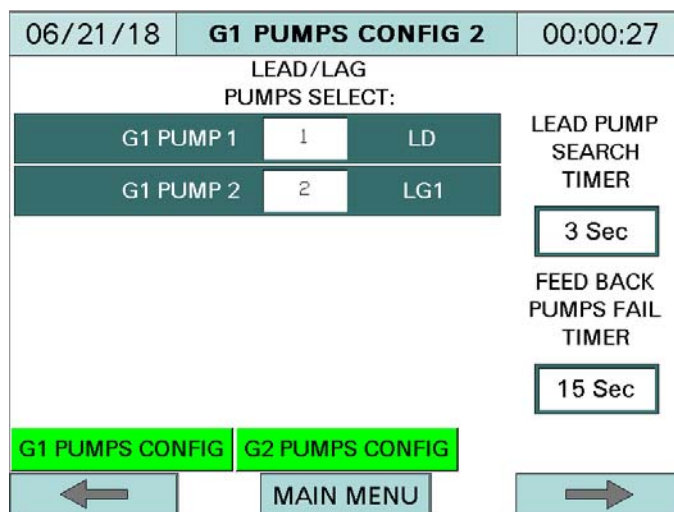 06/21/18 G1 PUMPS CONFIG 2 00:00:27
LEAD/LAG
PUMPS SELECT:
G1 PUMP 1 1 LD
G1 PUMP 2 2 LG1
LEAD PUMP
SEARCH
TIMER
3 Sec
FEED BACK
PUMPS FAIL
TIMER
15 Sec
G1 PUMPS CONFIG G2 PUMPS CONFIG
MAIN MENU